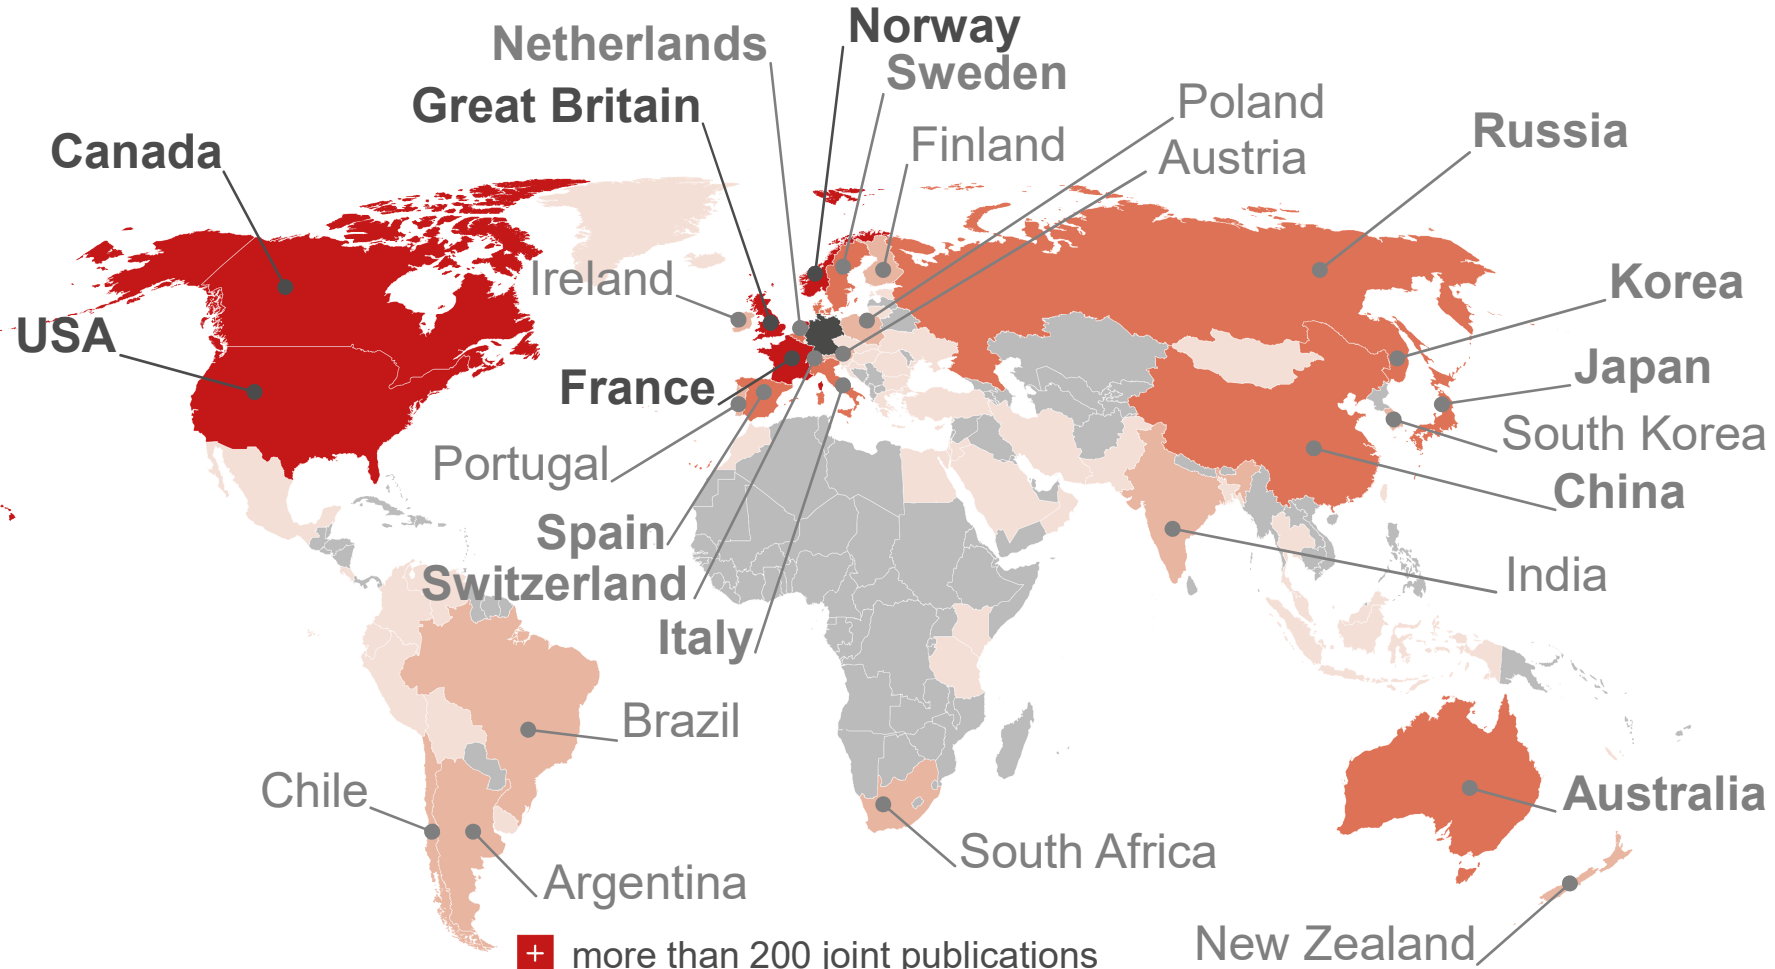 Norway
Netherlands
Sweden
Great Britain
Poland
Finland
Austria
Russia
Canada
Ireland
Korea
USA
France
Japan
South Korea
Portugal
China
Spain
Switzerland
India
Italy
Brazil
Chile
Australia
South Africa
Argentina
New Zealand
+ more than 200 joint publications